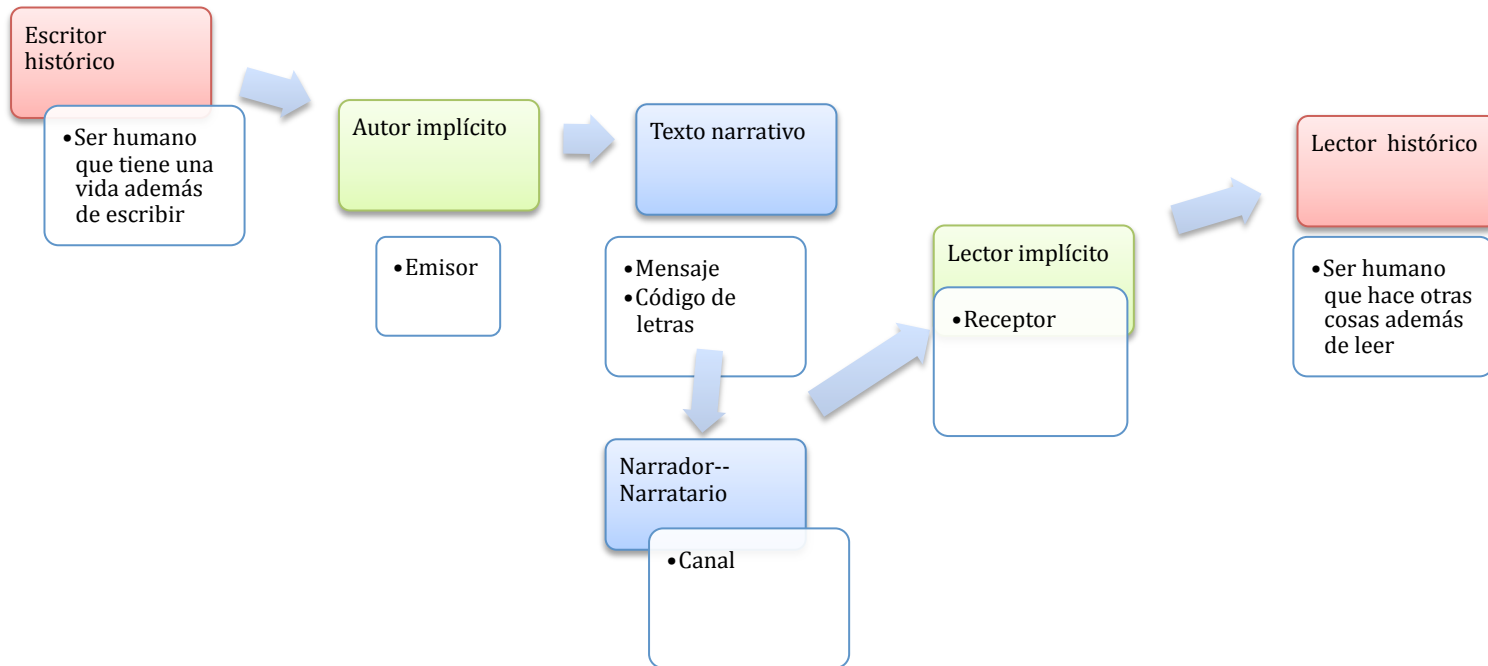 Escritor
histórico
•Ser humano
que tiene una
vida además
de escribir
Autor implícito
•Emisor
Texto narrativo
•Mensaje
•Código de
letras
Narrador--
Narratario
•Canal
Lector implícito
•Receptor
Lector  histórico
•Ser humano
que hace otras
cosas además
de leer